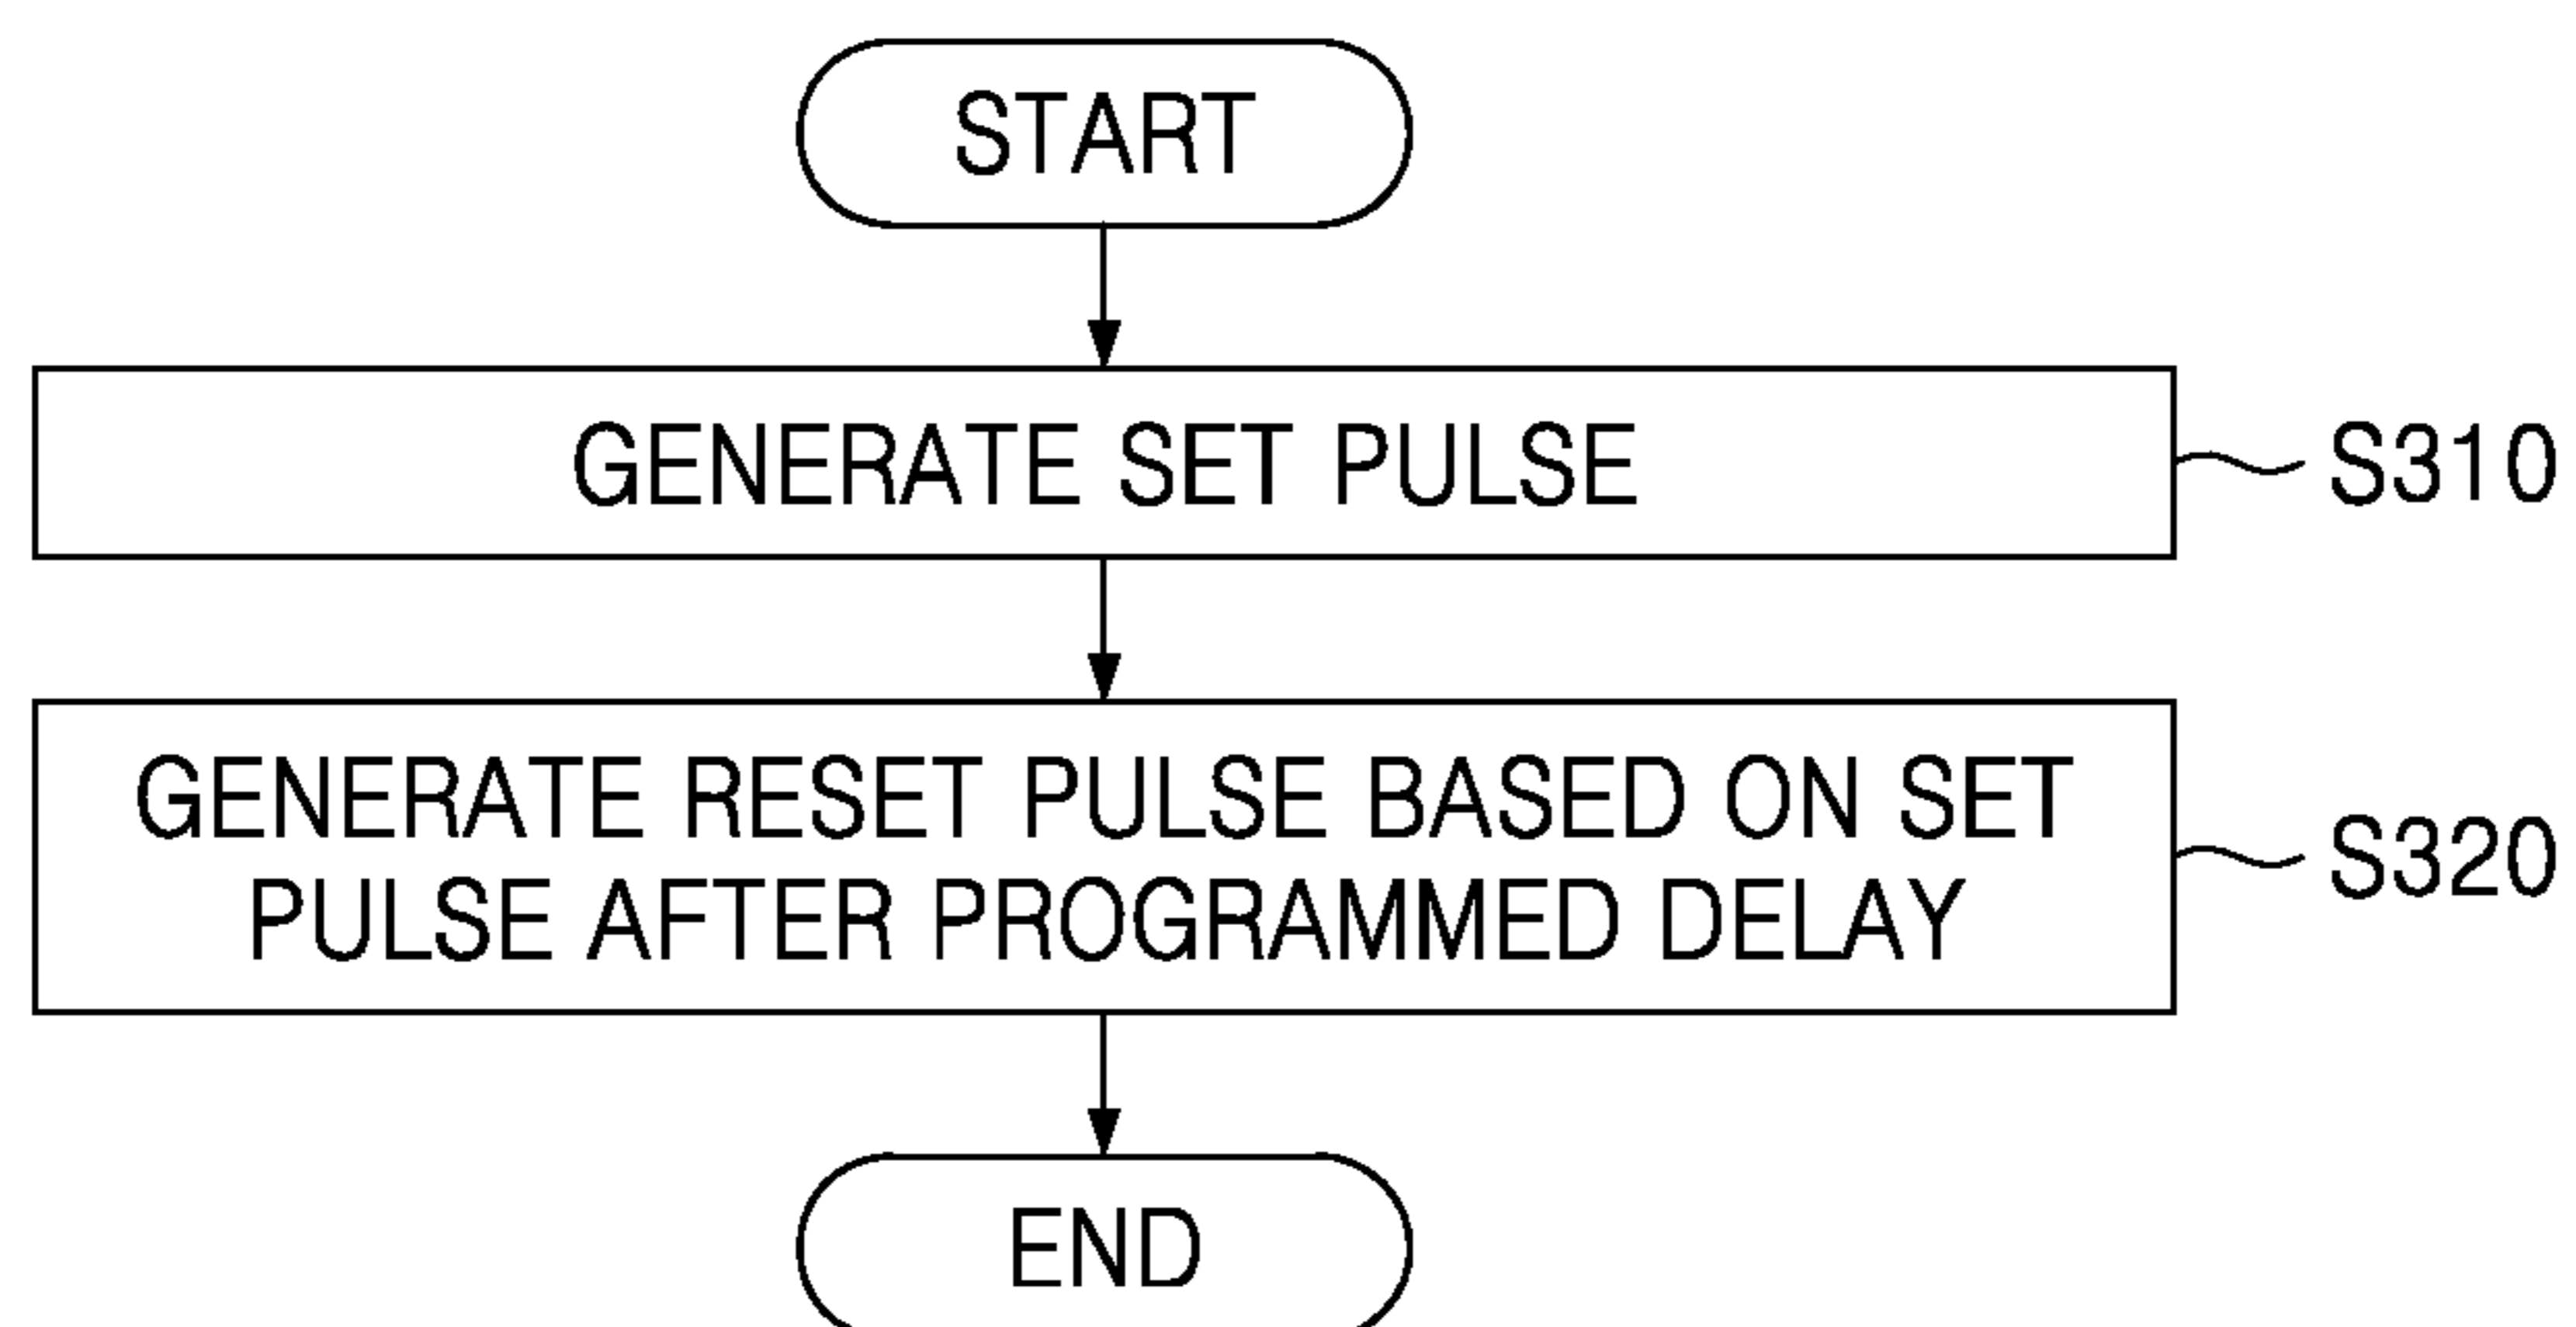 START
GENERATE SET PULSE
S310
GENERATE RESET PULSE BASED ON SET
PULSE AFTER PROGRAMMED DELAY
S320
END